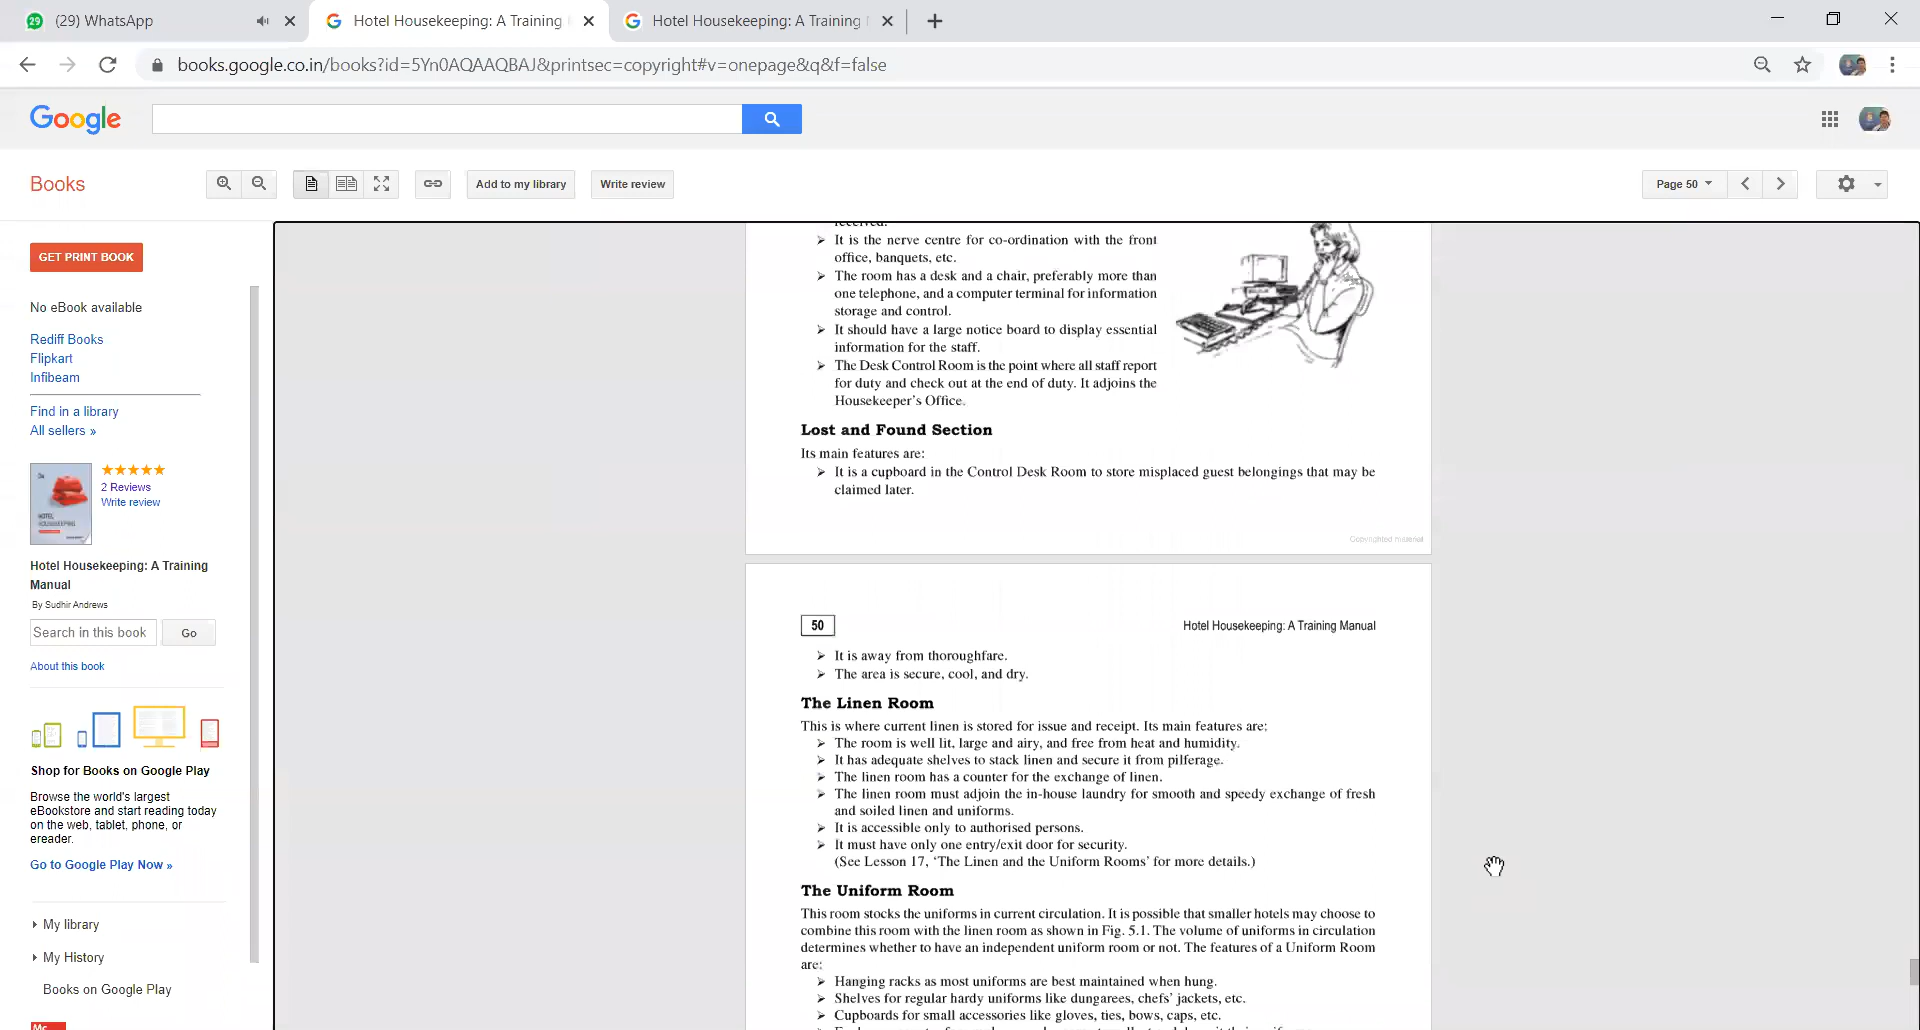 (29) WhatsApp
Hotel Housekeeping: A Training
Hotel Housekeeping: A Training
books.google.co.in/books?id=5Yn0AQAAQBAJ&printsec=copyright#v=onepage&q&f=false
Google
Books
Add to my library
Write review
Page 50
GET PRINT BOOK
No eBook available
Rediff Books
Flipkart
Infibeam
Find in a library
All sellers »
2 Reviews
Write review
Hotel Housekeeping: A Training
Manual
By Sudhir Andrews
Search in this book
Go
About this book
Shop for Books on Google Play
Browse the world's largest
eBookstore and start reading today
on the web, tablet, phone, or
ereader.
Go to Google Play Now »
My library
My History
Books on Google Play
received.
➢ It is the nerve centre for co-ordination with the front
office, banquets, etc.
➢ The room has a desk and a chair, preferably more than
one telephone, and a computer terminal for information
storage and control.
➢ It should have a large notice board to display essential
information for the staff.
➢ The Desk Control Room is the point where all staff report
for duty and check out at the end of duty. It adjoins the
Housekeeper's Office.
Lost and Found Section
Its main features are:
➢ It is a cupboard in the Control Desk Room to store misplaced guest belongings that may be
claimed later.
Copyrighted material
50
Hotel Housekeeping: A Training Manual
➢ It is away from thoroughfare.
➢ The area is secure, cool, and dry.
The Linen Room
This is where current linen is stored for issue and receipt. Its main features are:
➢ The room is well lit, large and airy, and free from heat and humidity.
➢ It has adequate shelves to stack linen and secure it from pilferage.
➢ The linen room has a counter for the exchange of linen.
➢ The linen room must adjoin the in-house laundry for smooth and speedy exchange of fresh
and soiled linen and uniforms.
➢ It is accessible only to authorised persons.
➢ It must have only one entry/exit door for security.
(See Lesson 17, 'The Linen and the Uniform Rooms' for more details.)
The Uniform Room
This room stocks the uniforms in current circulation. It is possible that smaller hotels may choose to
combine this room with the linen room as shown in Fig. 5.1. The volume of uniforms in circulation
determines whether to have an independent uniform room or not. The features of a Uniform Room
are:
➢ Hanging racks as most uniforms are best maintained when hung.
➢ Shelves for regular hardy uniforms like dungarees, chefs' jackets, etc.
➢ Cupboards for small accessories like gloves, ties, bows, caps, etc.